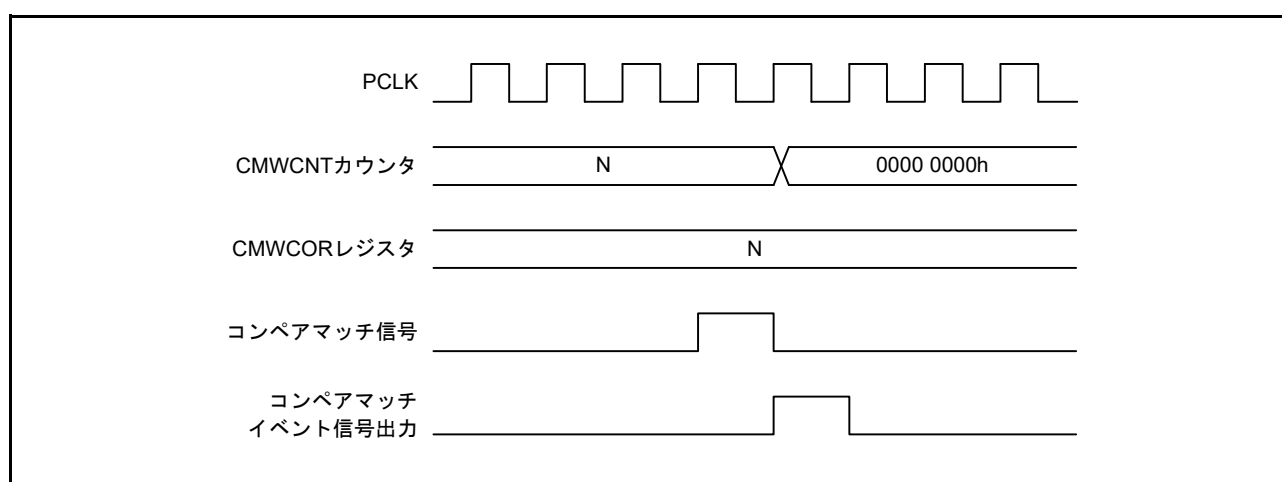 PCLK
CMWCNTカウンタ
N
0000 0000h
CMWCORレジスタ
N
コンペアマッチ信号
コンペアマッチ
イベント信号出力